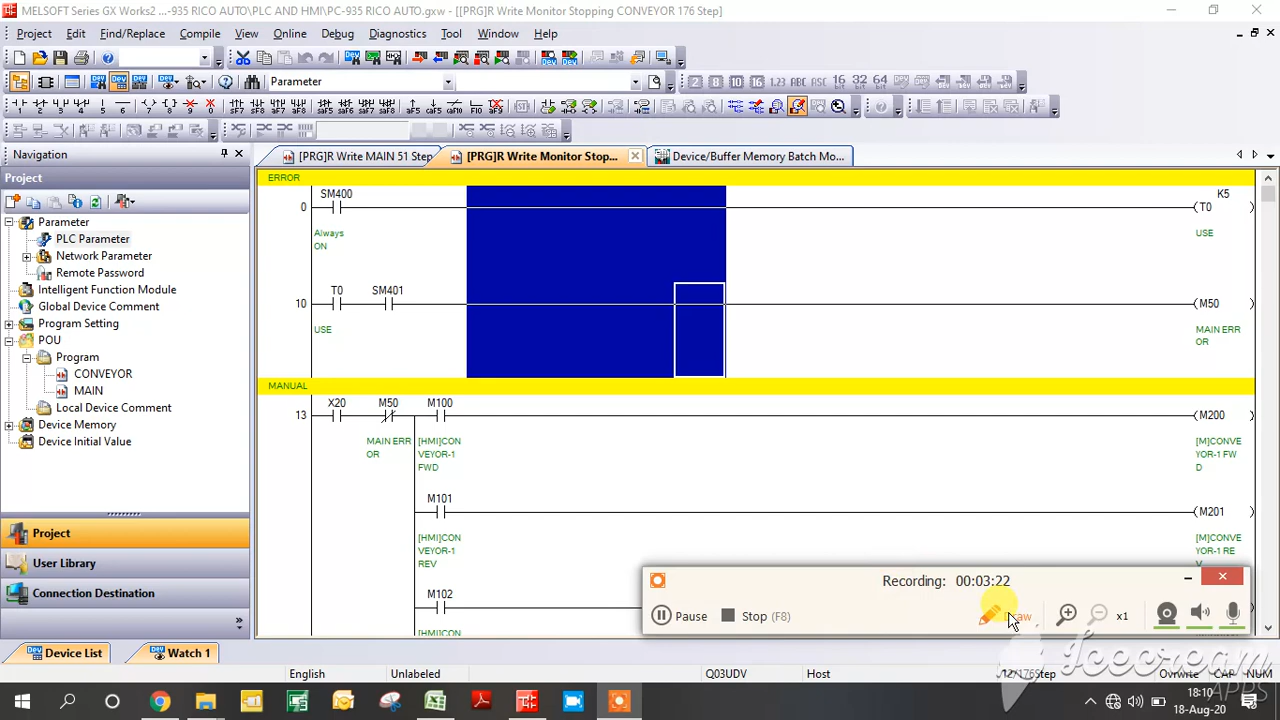 MELSOFT Series GX Works2 ...-935 RICO AUTO\PLC AND HMI\PC-935 RICO AUTO.gxw - [[PRG]R Write Monitor Stopping CONVEYOR 176 Step]
Project Edit Find/Replace Compile View Online Debug Diagnostics Tool Window Help
Parameter
Navigation
[PRG]R Write MAIN 51 Step
[PRG]R Write Monitor Stop...
Device/Buffer Memory Batch Mo...
Project
Parameter
PLC Parameter
Network Parameter
Remote Password
Intelligent Function Module
Global Device Comment
Program Setting
POU
Program
CONVEYOR
MAIN
Local Device Comment
Device Memory
Device Initial Value
Project
User Library
Connection Destination
ERROR
SM400 K5
0 T0
Always ON USE
T0 SM401
10 M50
USE MAIN ERR
OR
MANUAL
X20 M50 M100
13 M200
MAIN ERR [HMI]CON [M]CONVE
OR VEYOR-1 YOR-1 FW
FWD D
M101
M201
[HMI]CON [M]CONVE
VEYOR-1 YOR-1 RE
REV V
M102
[HMI]CON
Recording: 00:03:22
Pause Stop (F8) Draw x1
Device List Watch 1
English Unlabeled Q03UDV Host 12/176Step Ovrwrte CAP NUM
Icecream
APPS
18:10
18-Aug-20